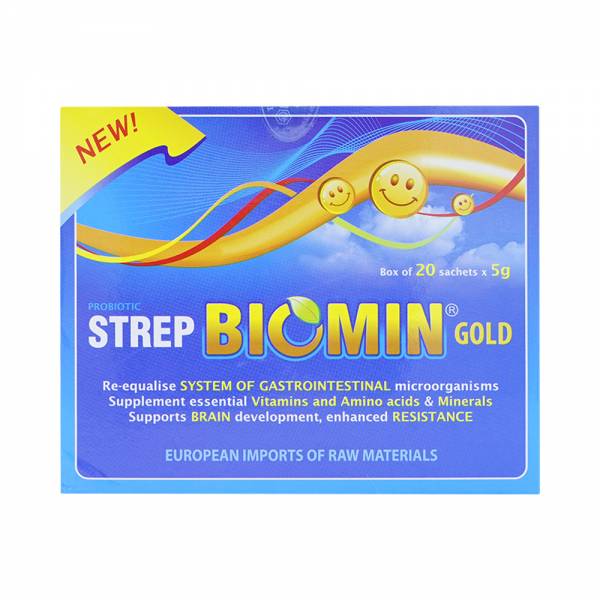 NEW!
Box of 20 sachets x 5g
PROBIOTIC
STREP BIOMIN® GOLD
Re-equalise SYSTEM OF GASTROINTESTINAL microorganisms
Supplement essential Vitamins and Amino acids & Minerals
Supports BRAIN development, enhanced RESISTANCE
EUROPEAN IMPORTS OF RAW MATERIALS